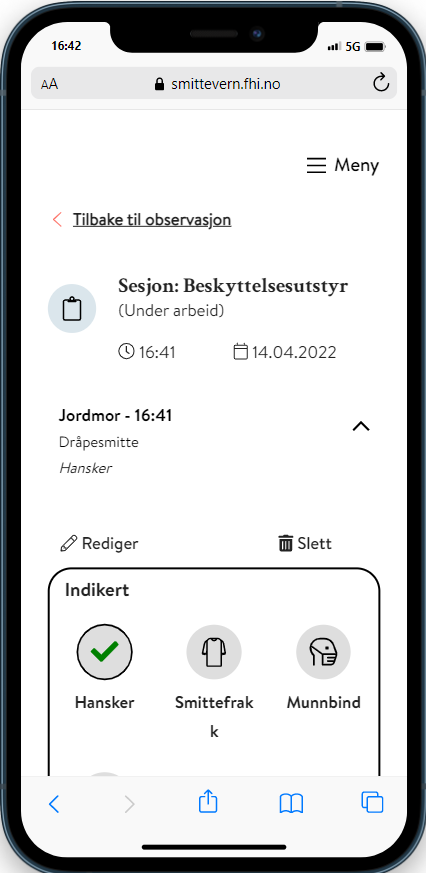 16:42
5G
AA
smittevern.fhi.no
Meny
Tilbake til observasjon
Sesjon: Beskyttelsesutstyr
(Under arbeid)
16:41
14.04.2022
Jordmor - 16:41
Dråpesmitte
Hansker
Rediger
Slett
Indikert
Hansker
Smittefrak
k
Munnbind